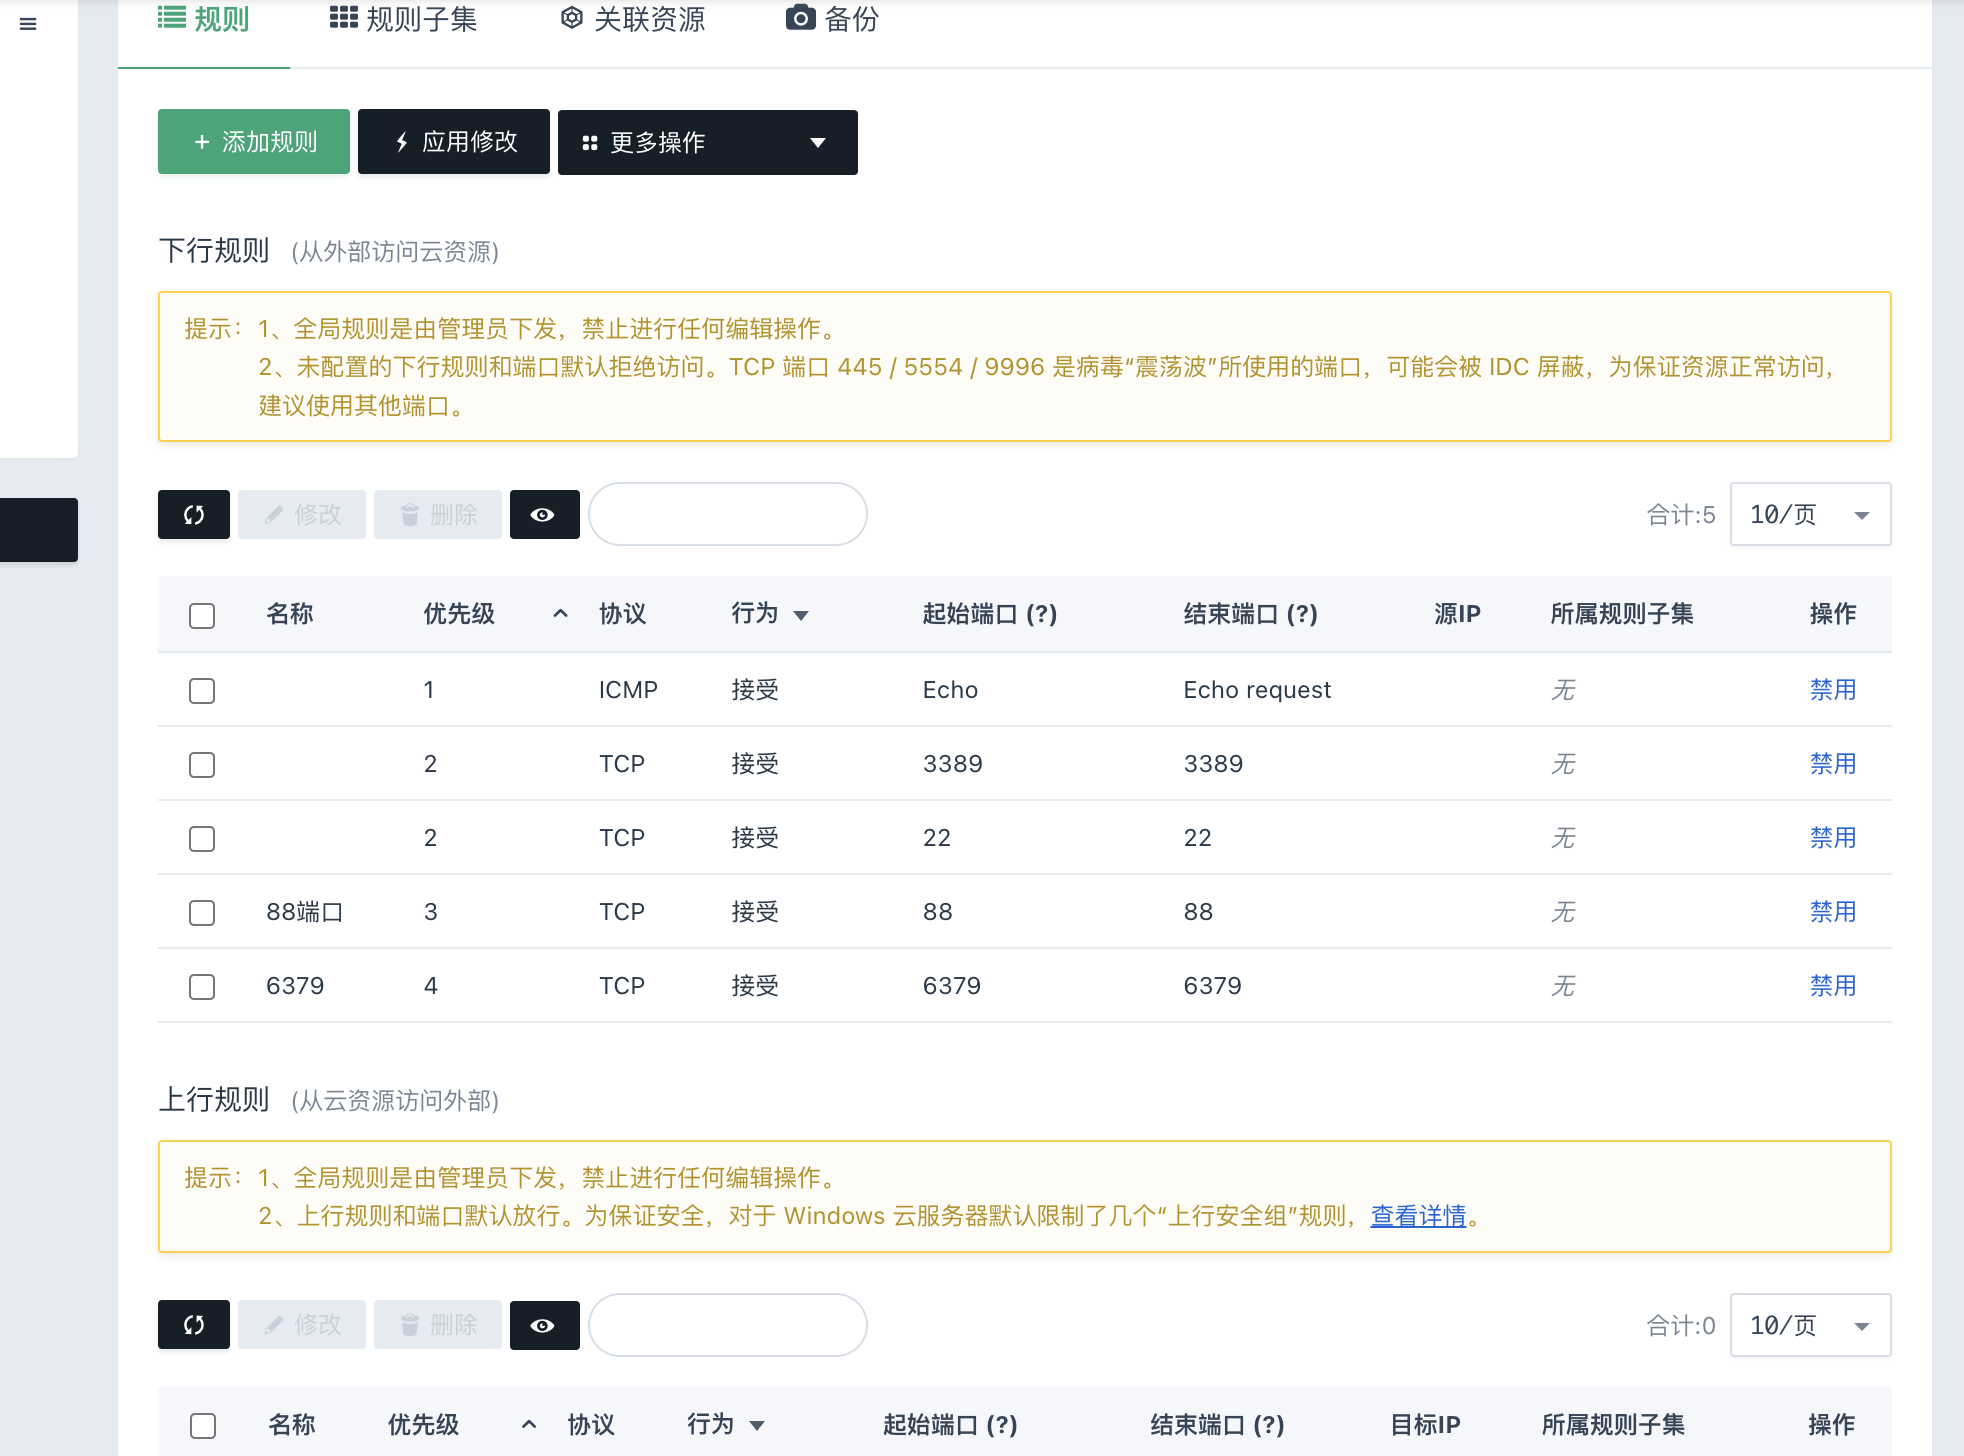 规则 规则子集 关联资源 备份
+ 添加规则 应用修改 更多操作
下行规则 (从外部访问云资源)
提示： 1、全局规则是由管理员下发，禁止进行任何编辑操作。
2、未配置的下行规则和端口默认拒绝访问。TCP 端口 445 / 5554 / 9996 是病毒“震荡波”所使用的端口，可能会被 IDC 屏蔽，为保证资源正常访问，
建议使用其他端口。
修改 删除 合计:5 10/页
名称 优先级 协议 行为 起始端口 (?) 结束端口 (?) 源IP 所属规则子集 操作
1 ICMP 接受 Echo Echo request 无 禁用
2 TCP 接受 3389 3389 无 禁用
2 TCP 接受 22 22 无 禁用
88端口 3 TCP 接受 88 88 无 禁用
6379 4 TCP 接受 6379 6379 无 禁用
上行规则 (从云资源访问外部)
提示： 1、全局规则是由管理员下发，禁止进行任何编辑操作。
2、上行规则和端口默认放行。为保证安全，对于 Windows 云服务器默认限制了几个“上行安全组”规则，查看详情。
修改 删除 合计:0 10/页
名称 优先级 协议 行为 起始端口 (?) 结束端口 (?) 目标IP 所属规则子集 操作